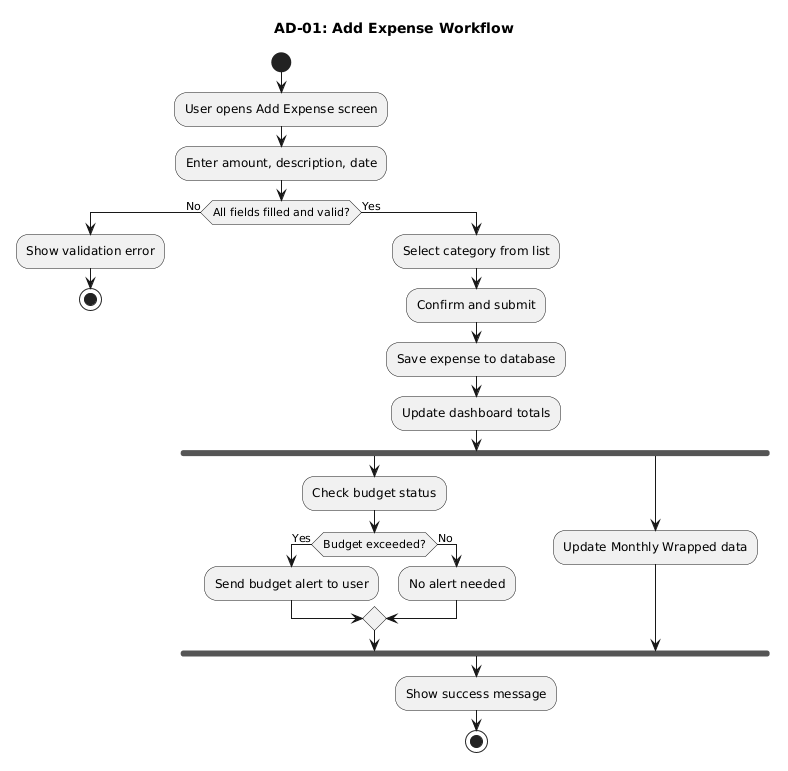 AD-01: Add Expense Workflow
User opens Add Expense screen
Enter amount, description, date
No
All fields filled and valid?
Yes
Show validation error
Select category from list
Confirm and submit
Save expense to database
Update dashboard totals
Check budget status
Yes
Budget exceeded?
No
Update Monthly Wrapped data
Send budget alert to user
No alert needed
Show success message